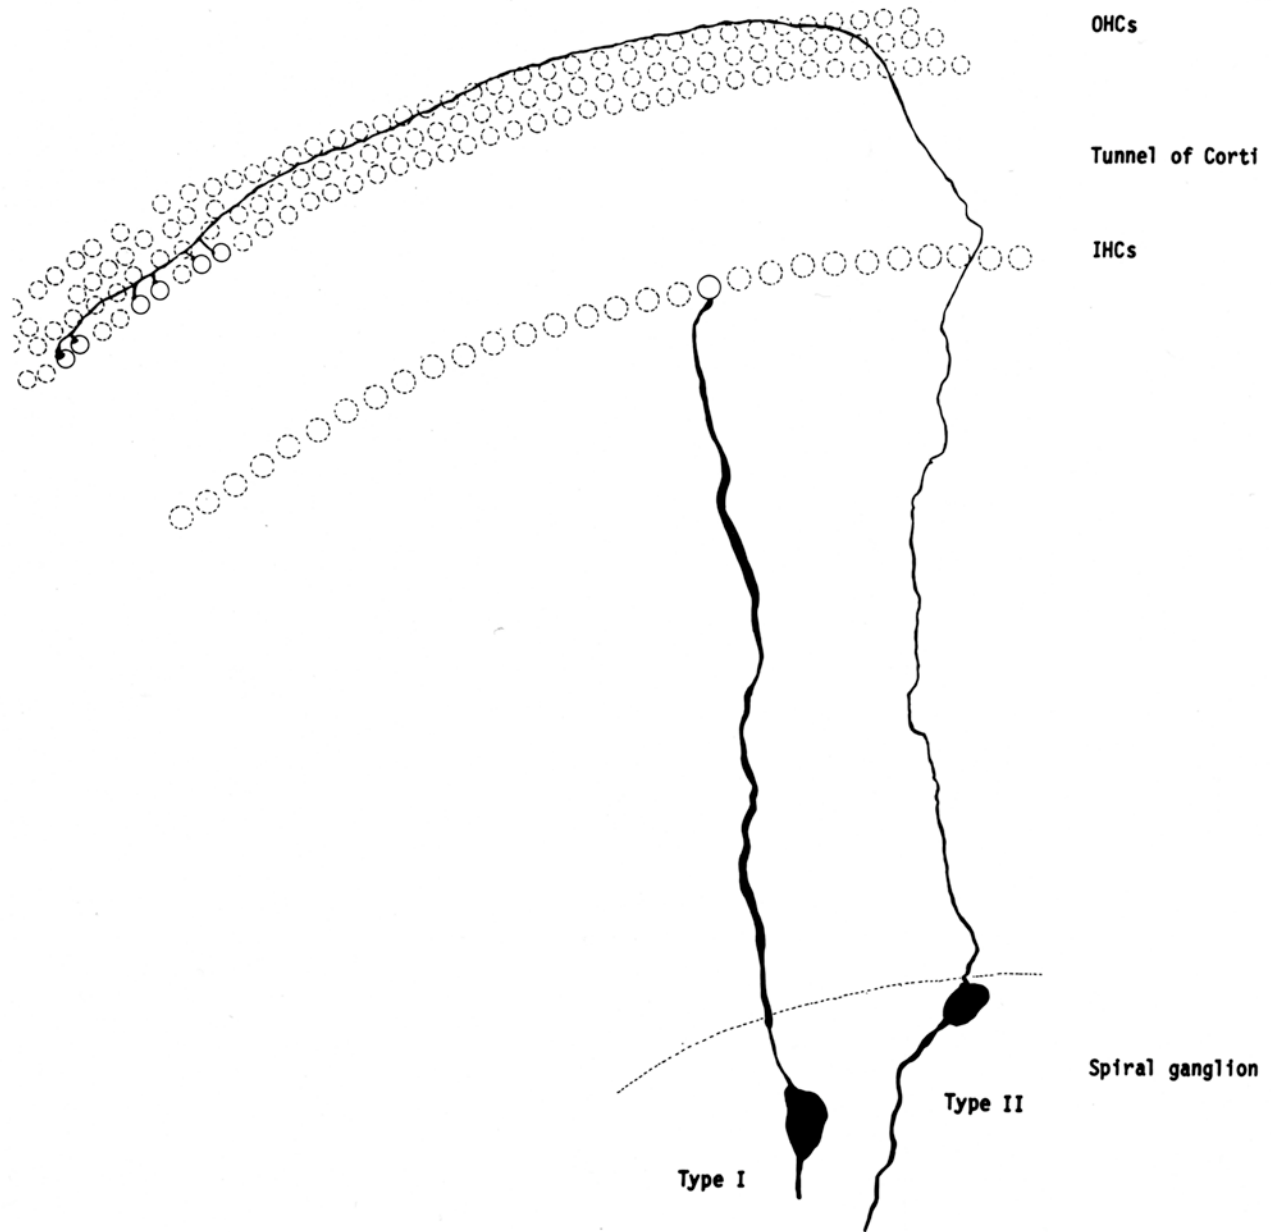 OHCs
Tunnel of Corti
IHCs
Spiral ganglion
Type II
Type I